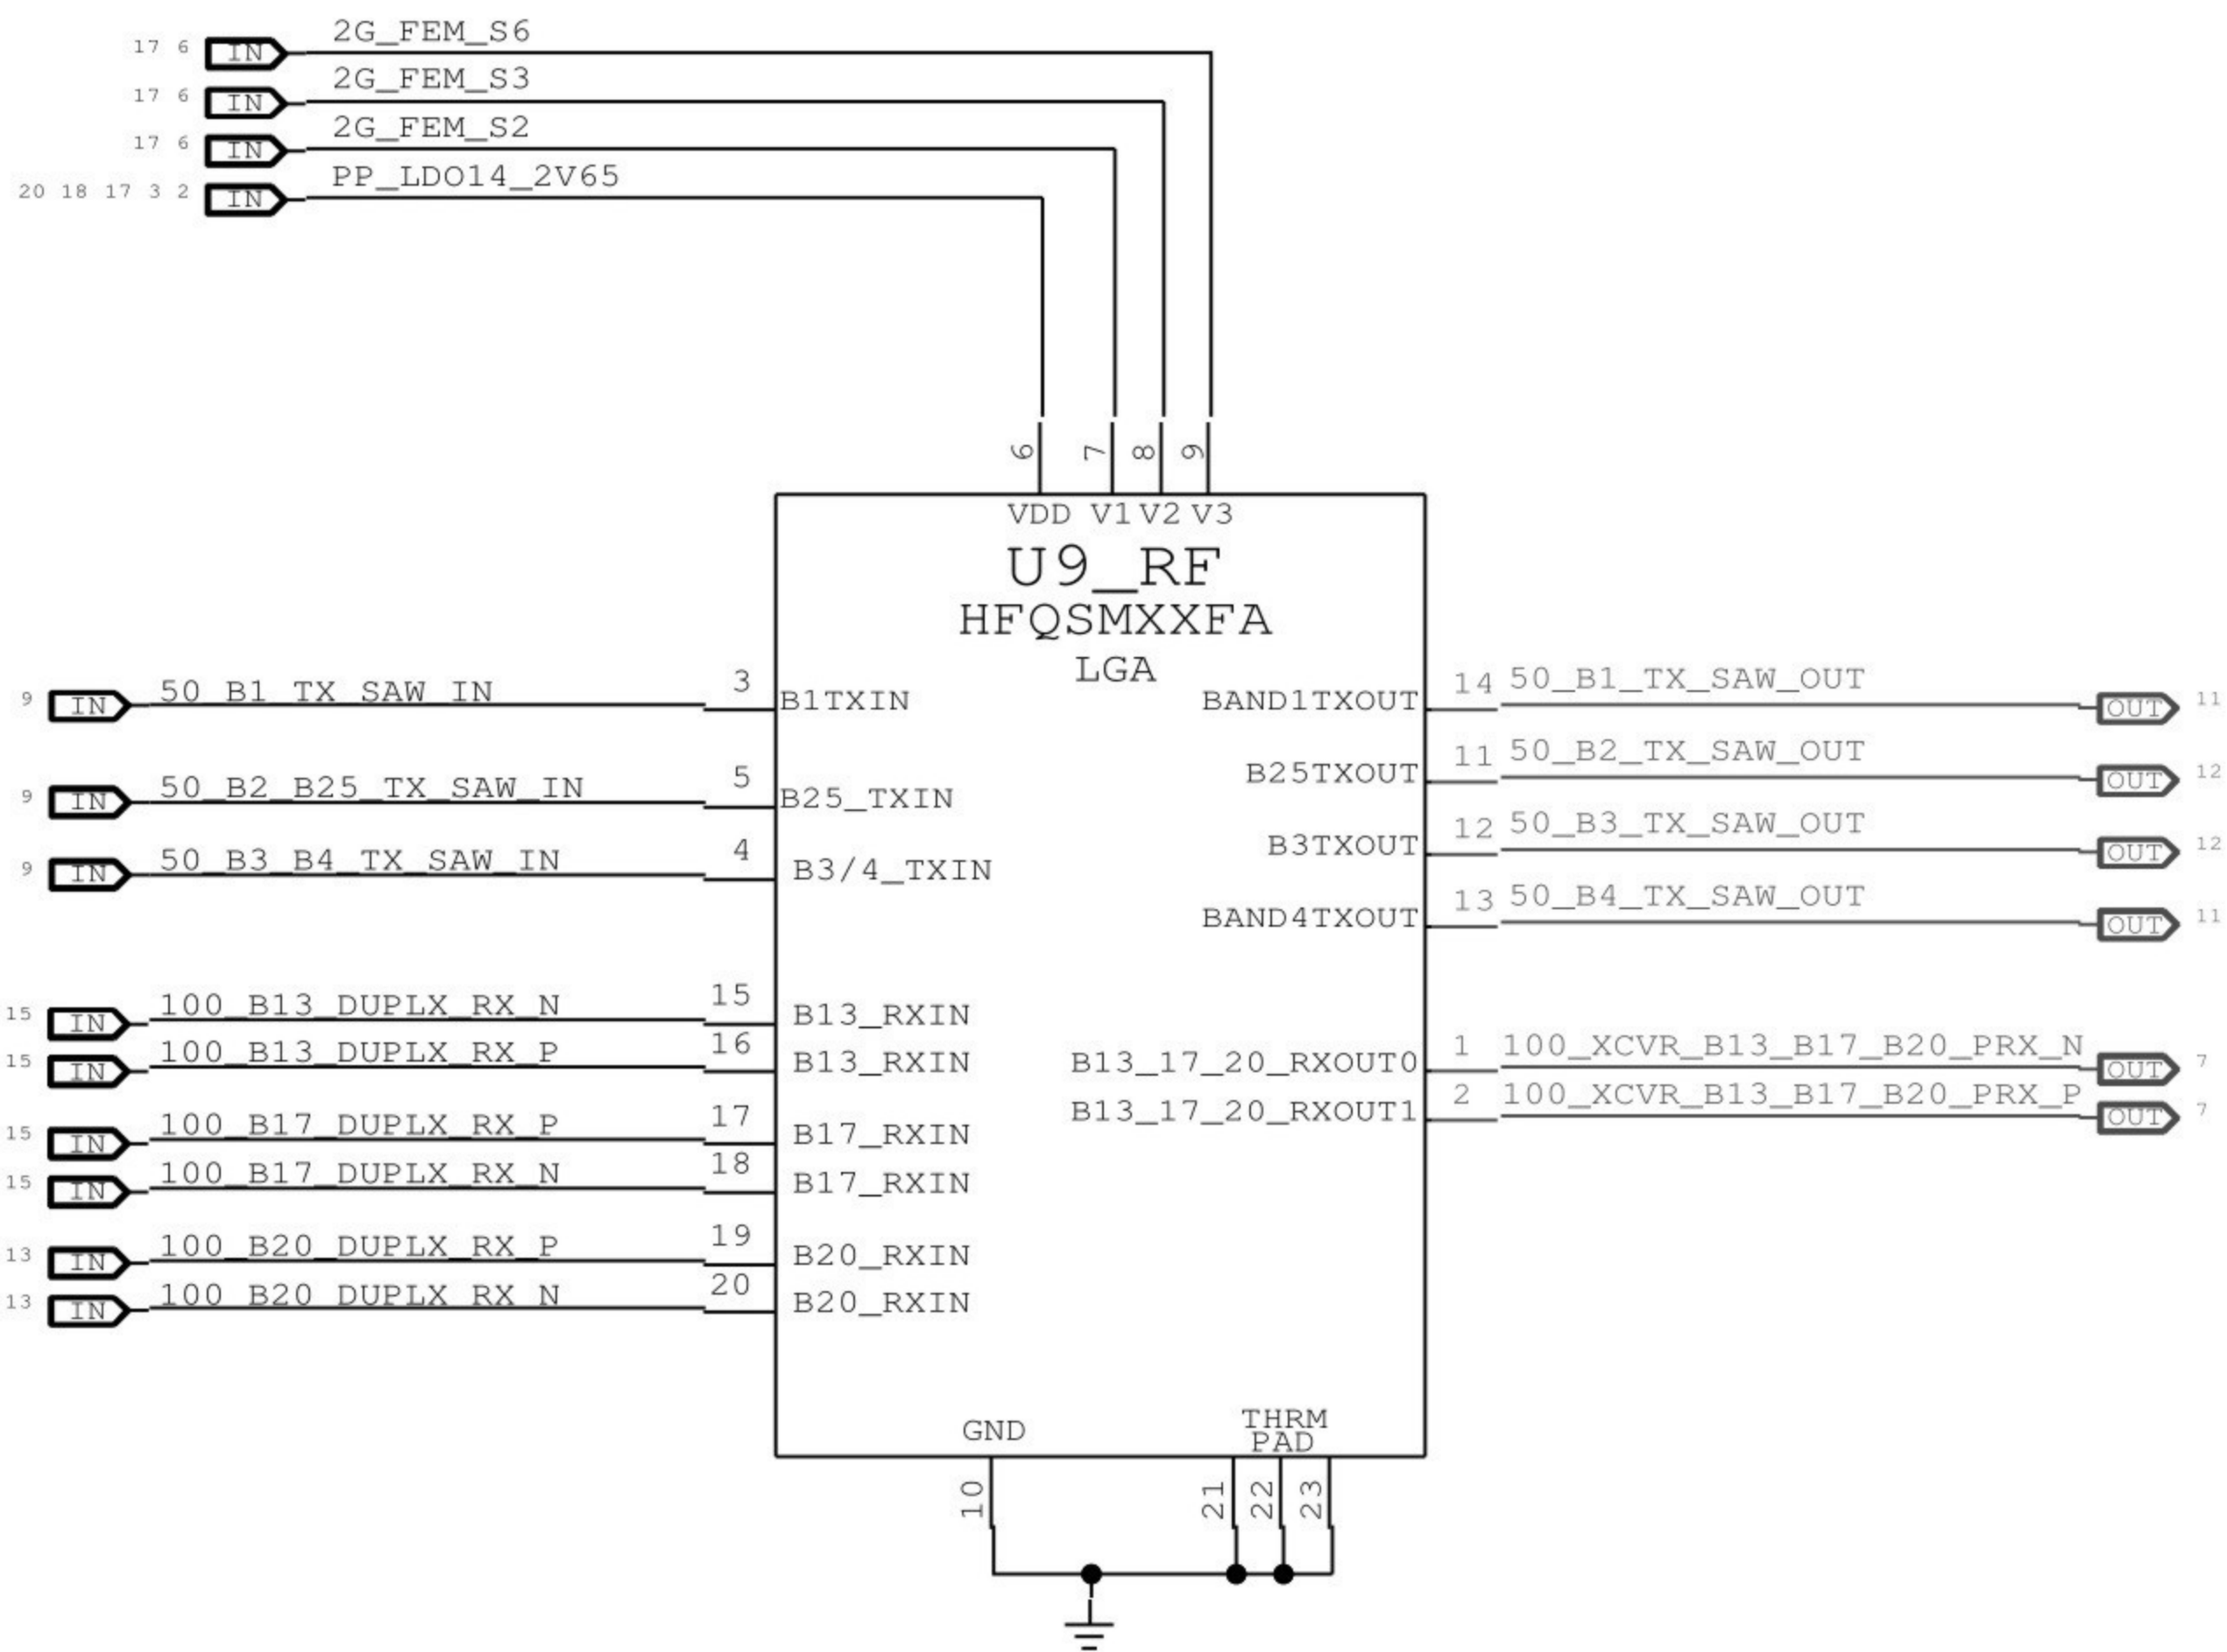 17 6 IN 2G_FEM_S6
17 6 IN 2G_FEM_S3
17 6 IN 2G_FEM_S2
20 18 17 3 2 IN PP_LDO14_2V65
6 7 8 9
VDD V1 V2 V3
U9_RF
HFQSMXXFA
LGA
9 IN 50_B1_TX_SAW_IN 3 B1TXIN
9 IN 50_B2_B25_TX_SAW_IN 5 B25_TXIN
9 IN 50_B3_B4_TX_SAW_IN 4 B3/4_TXIN
15 IN 100_B13_DUPLX_RX_N 15 B13_RXIN
15 IN 100_B13_DUPLX_RX_P 16 B13_RXIN
15 IN 100_B17_DUPLX_RX_P 17 B17_RXIN
15 IN 100_B17_DUPLX_RX_N 18 B17_RXIN
13 IN 100_B20_DUPLX_RX_P 19 B20_RXIN
13 IN 100_B20_DUPLX_RX_N 20 B20_RXIN
BAND1TXOUT 14 50_B1_TX_SAW_OUT OUT 11
B25TXOUT 11 50_B2_TX_SAW_OUT OUT 12
B3TXOUT 12 50_B3_TX_SAW_OUT OUT 12
BAND4TXOUT 13 50_B4_TX_SAW_OUT OUT 11
B13_17_20_RXOUT0 1 100_XCVR_B13_B17_B20_PRX_N OUT 7
B13_17_20_RXOUT1 2 100_XCVR_B13_B17_B20_PRX_P OUT 7
GND
THRM
PAD
10 21 22 23